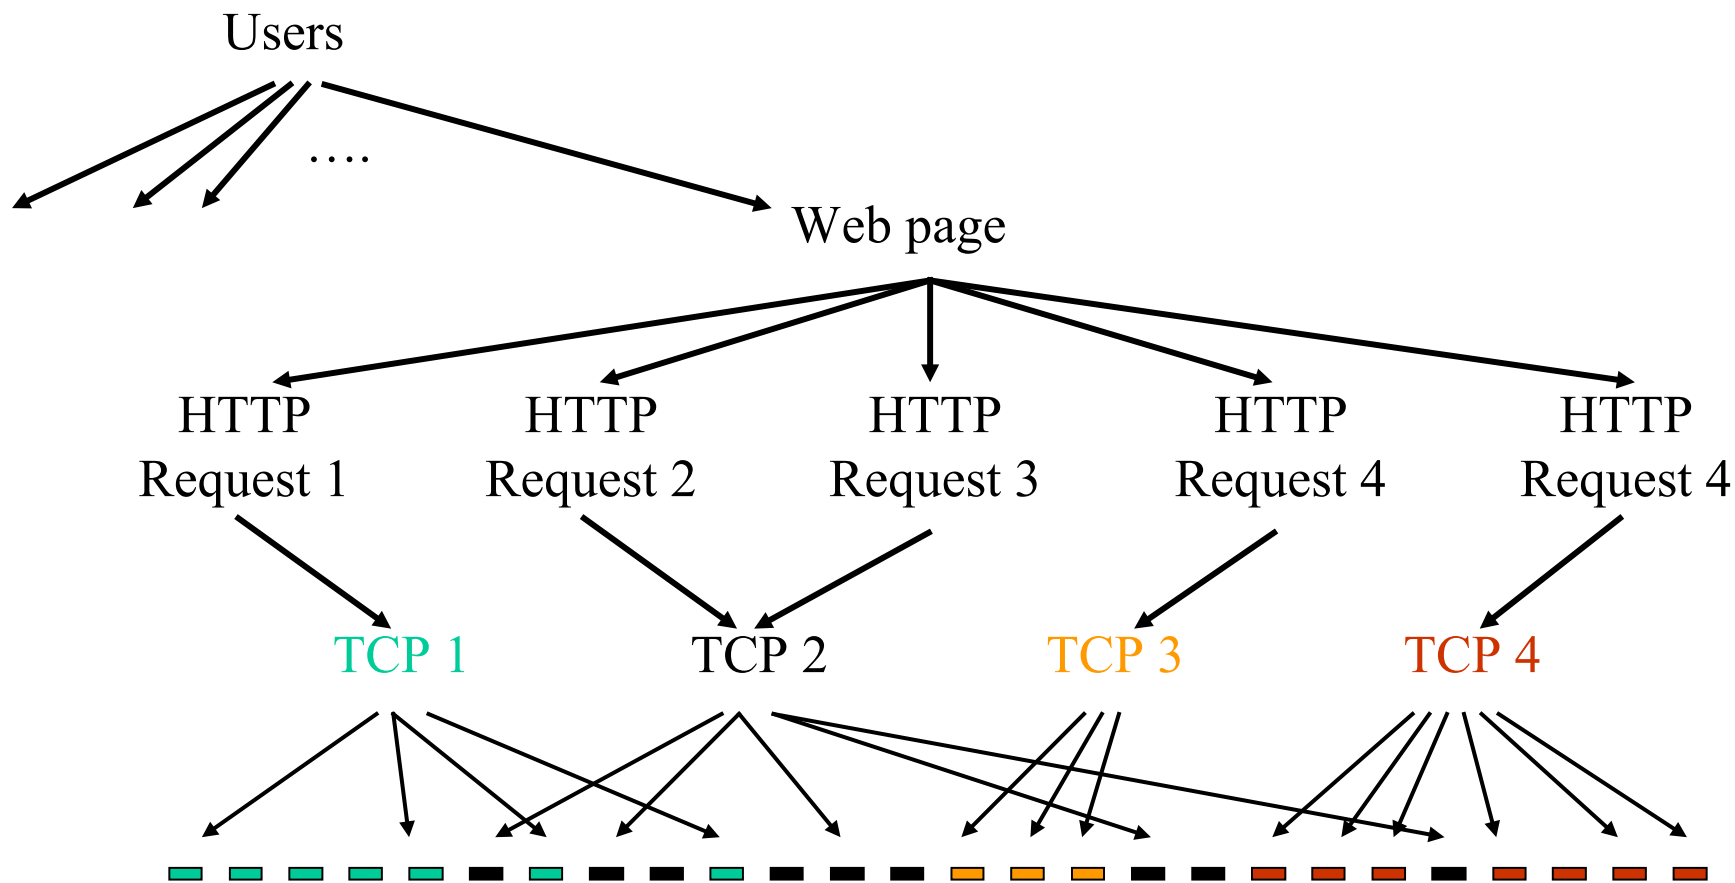 Users
....
Web page
HTTP
Request 1
HTTP
Request 2
HTTP
Request 3
HTTP
Request 4
HTTP
Request 4
TCP 1
TCP 2
TCP 3
TCP 4